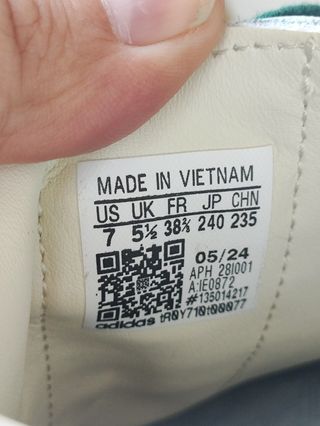 MADE IN VIETNAM
US UK FR JP CHN
7 5½ 38⅔ 240 235
05/24
APH 28I001
A:IE0872
#135014217
adidas tR0Y710t00077